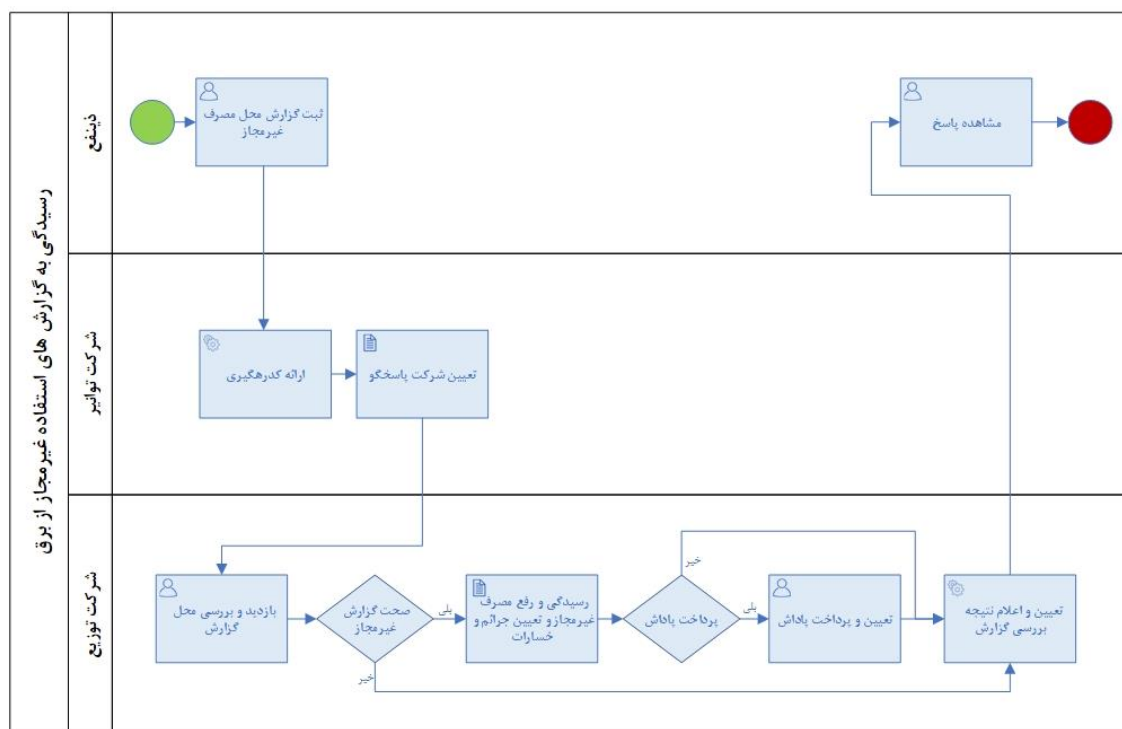 رسیدگی به گزارش های استفاده غیرمجاز از برق
ذینفع
ثبت گزارش محل مصرف
غیرمجاز
مشاهده پاسخ
شرکت توانیر
ارائه کدرهگیری
تعیین شرکت پاسخگو
شرکت توزیع
بازدید و بررسی محل
گزارش
صحت گزارش
غیرمجاز
بلی
خیر
رسیدگی و رفع مصرف
غیرمجاز و تعیین جرائم و
خسارات
پرداخت پاداش
خیر
بلی
تعیین و پرداخت پاداش
تعیین و اعلام نتیجه
بررسی گزارش